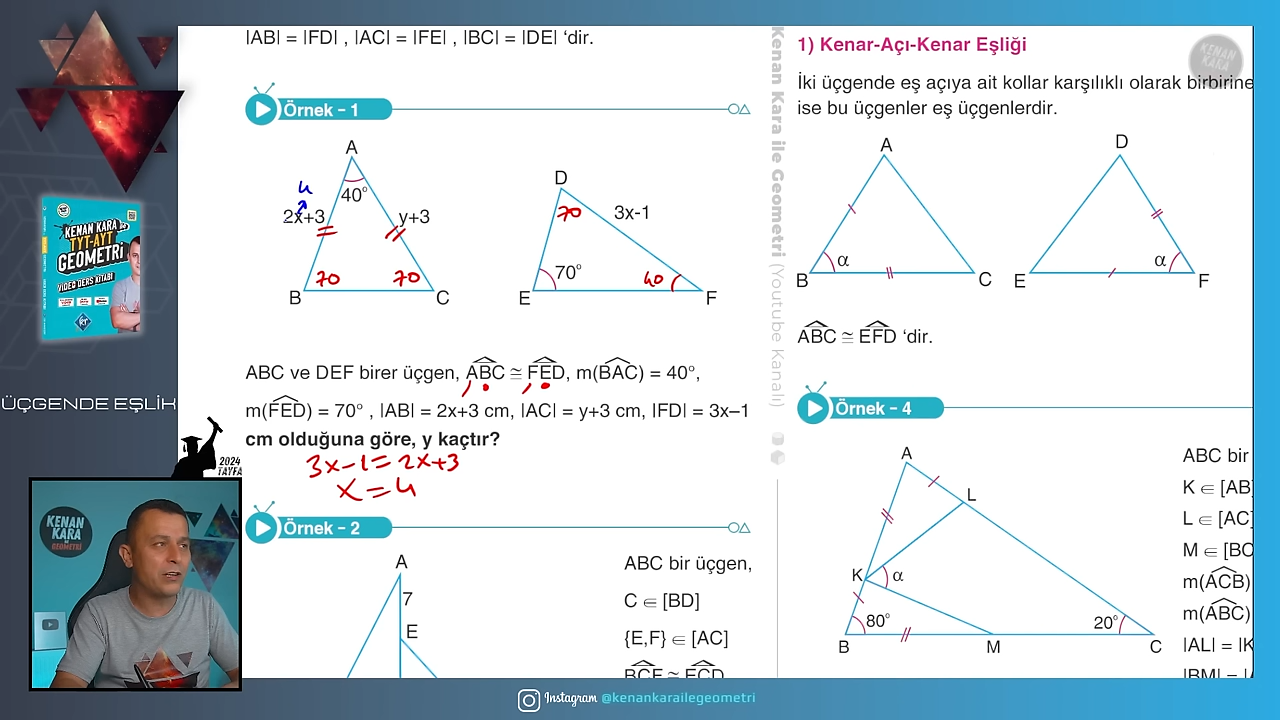 |AB| = |FD| , |AC| = |FE| , |BC| = |DE| ‘dir.
Örnek - 1
A
40°
4
2x+3
y+3
70
70
B
C
D
70
3x-1
70°
40
E
F
ABC ve DEF birer üçgen, ABC ≅ FED, m(BAC) = 40°,
m(FED) = 70° , |AB| = 2x+3 cm, |AC| = y+3 cm, |FD| = 3x–1
cm olduğuna göre, y kaçtır?
3x-1=2x+3
x=4
Örnek - 2
A
7
E
ABC bir üçgen,
C ∈ [BD]
{E,F} ∈ [AC]
BCF ≅ ECD
Kenan Kara ile Geometri (Youtube Kanalı)
1) Kenar-Açı-Kenar Eşliği
İki üçgende eş açıya ait kollar karşılıklı olarak birbirine
ise bu üçgenler eş üçgenlerdir.
A
α
B
C
D
α
E
F
ABC ≅ EFD ‘dir.
Örnek - 4
A
L
K
α
80°
20°
B
M
C
ABC bir
K ∈ [AB]
L ∈ [AC]
M ∈ [BC
m(ACB)
m(ABC)
|AL| = |K
KENAN
KARA
KENAN KARA
TYT-AYT
GEOMETRİ
VİDEO DERS KİTABI
ÜÇGENDE EŞLİK
2024
TAYFA
KENAN
KARA
GEOMETRİ
Instagram @kenankarailegeometri